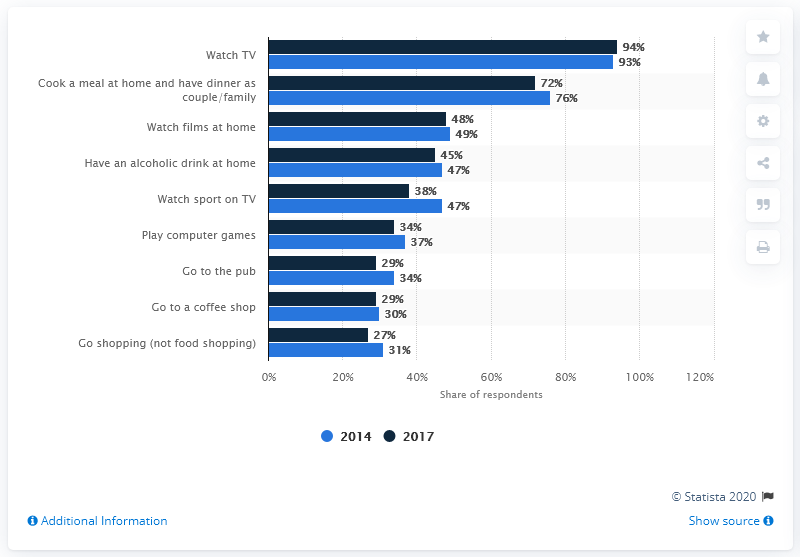 Watch TV
94%
93%
Cook a meal at home and have dinner as
couple/family
72%
76%
Watch films at home
48%
49%
Have an alcoholic drink at home
45%
47%
Watch sport on TV
38%
47%
Play computer games
34%
37%
Go to the pub
29%
34%
Go to a coffee shop
29%
30%
Go shopping (not food shopping)
27%
31%
0% 20% 40% 60% 80% 100% 120%
Share of respondents
2014 2017
© Statista 2020
Additional Information
Show source